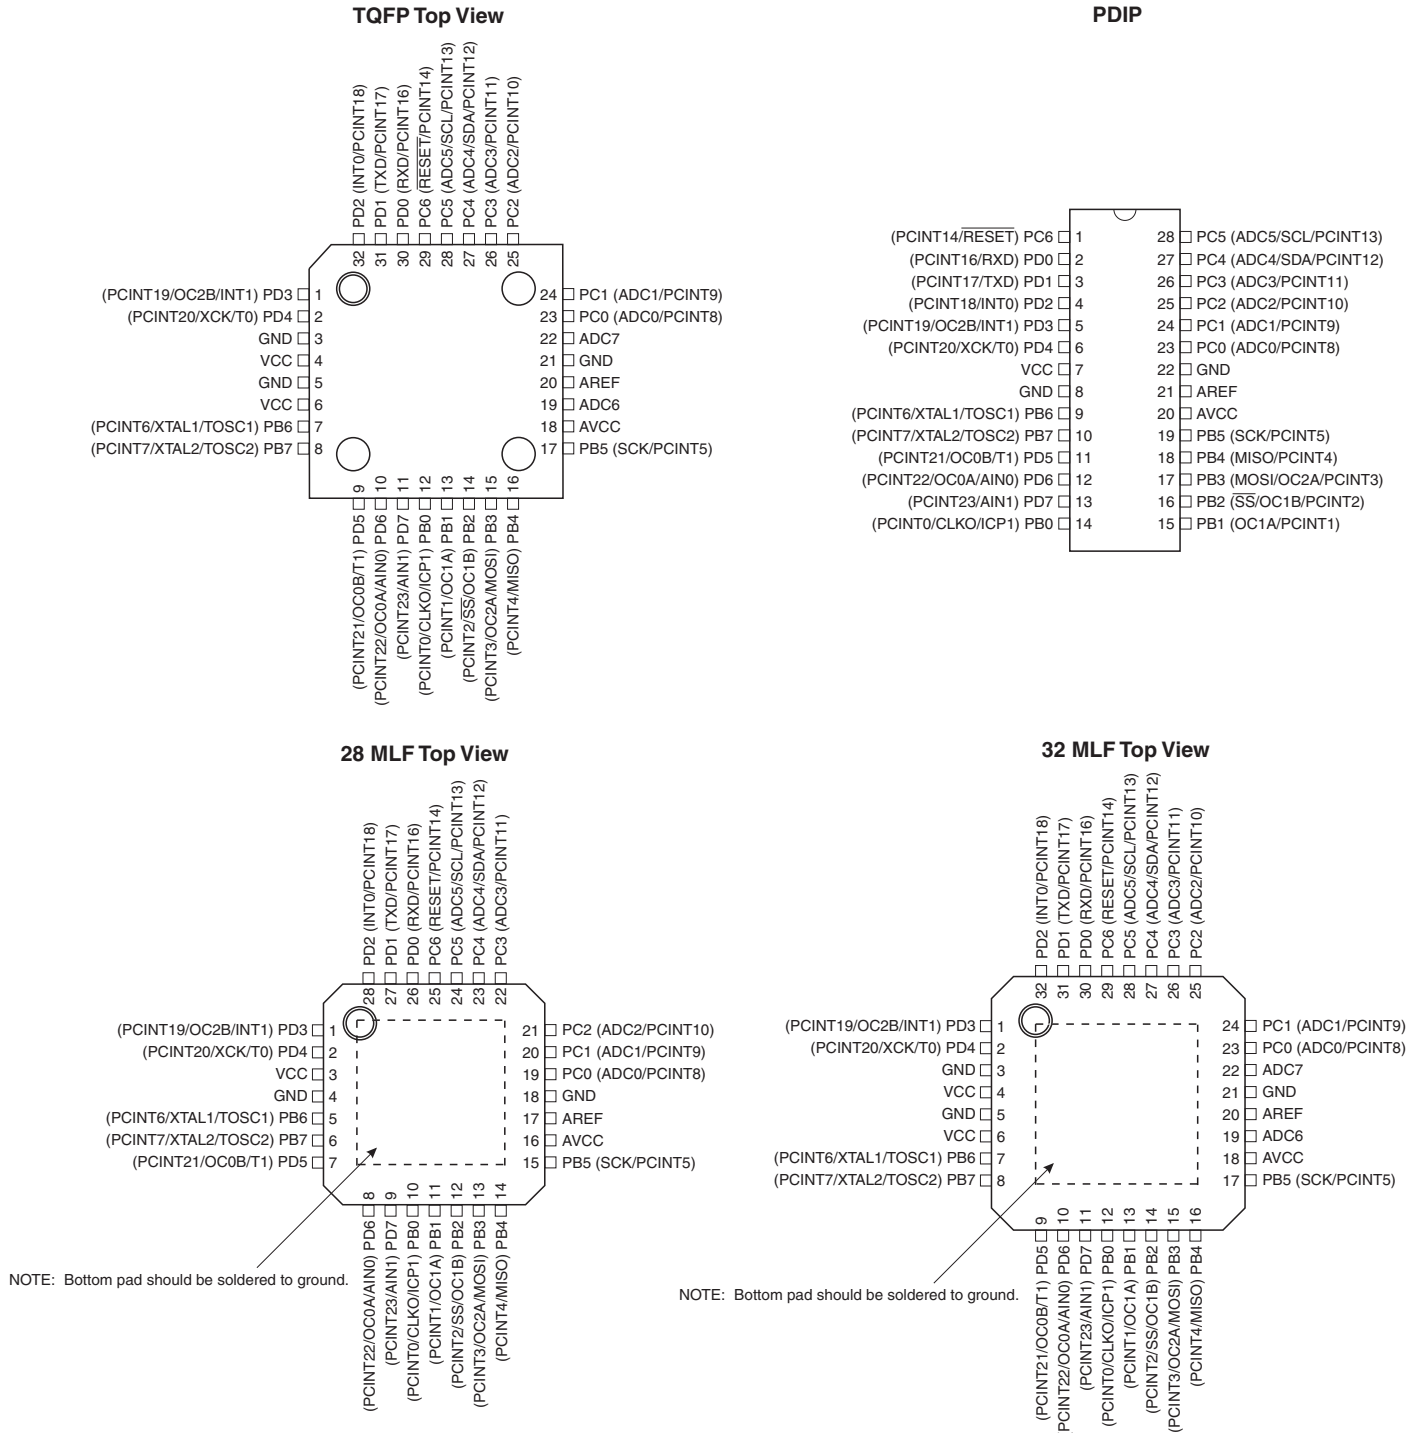 TQFP Top View
PD2 (INT0/PCINT18)
PD1 (TXD/PCINT17)
PD0 (RXD/PCINT16)
PC6 (RESET/PCINT14)
PC5 (ADC5/SCL/PCINT13)
PC4 (ADC4/SDA/PCINT12)
PC3 (ADC3/PCINT11)
PC2 (ADC2/PCINT10)
32
31
30
29
28
27
26
25
(PCINT19/OC2B/INT1) PD3 1
(PCINT20/XCK/T0) PD4 2
GND 3
VCC 4
GND 5
VCC 6
(PCINT6/XTAL1/TOSC1) PB6 7
(PCINT7/XTAL2/TOSC2) PB7 8
24 PC1 (ADC1/PCINT9)
23 PC0 (ADC0/PCINT8)
22 ADC7
21 GND
20 AREF
19 ADC6
18 AVCC
17 PB5 (SCK/PCINT5)
9
10
11
12
13
14
15
16
(PCINT21/OC0B/T1) PD5
(PCINT22/OC0A/AIN0) PD6
(PCINT23/AIN1) PD7
(PCINT0/CLKO/ICP1) PB0
(PCINT1/OC1A) PB1
(PCINT2/SS/OC1B) PB2
(PCINT3/OC2A/MOSI) PB3
(PCINT4/MISO) PB4
PDIP
(PCINT14/RESET) PC6 1
(PCINT16/RXD) PD0 2
(PCINT17/TXD) PD1 3
(PCINT18/INT0) PD2 4
(PCINT19/OC2B/INT1) PD3 5
(PCINT20/XCK/T0) PD4 6
VCC 7
GND 8
(PCINT6/XTAL1/TOSC1) PB6 9
(PCINT7/XTAL2/TOSC2) PB7 10
(PCINT21/OC0B/T1) PD5 11
(PCINT22/OC0A/AIN0) PD6 12
(PCINT23/AIN1) PD7 13
(PCINT0/CLKO/ICP1) PB0 14
28 PC5 (ADC5/SCL/PCINT13)
27 PC4 (ADC4/SDA/PCINT12)
26 PC3 (ADC3/PCINT11)
25 PC2 (ADC2/PCINT10)
24 PC1 (ADC1/PCINT9)
23 PC0 (ADC0/PCINT8)
22 GND
21 AREF
20 AVCC
19 PB5 (SCK/PCINT5)
18 PB4 (MISO/PCINT4)
17 PB3 (MOSI/OC2A/PCINT3)
16 PB2 (SS/OC1B/PCINT2)
15 PB1 (OC1A/PCINT1)
28 MLF Top View
PD2 (INT0/PCINT18)
PD1 (TXD/PCINT17)
PD0 (RXD/PCINT16)
PC6 (RESET/PCINT14)
PC5 (ADC5/SCL/PCINT13)
PC4 (ADC4/SDA/PCINT12)
PC3 (ADC3/PCINT11)
28
27
26
25
24
23
22
(PCINT19/OC2B/INT1) PD3 1
(PCINT20/XCK/T0) PD4 2
VCC 3
GND 4
(PCINT6/XTAL1/TOSC1) PB6 5
(PCINT7/XTAL2/TOSC2) PB7 6
(PCINT21/OC0B/T1) PD5 7
21 PC2 (ADC2/PCINT10)
20 PC1 (ADC1/PCINT9)
19 PC0 (ADC0/PCINT8)
18 GND
17 AREF
16 AVCC
15 PB5 (SCK/PCINT5)
8
9
10
11
12
13
14
(PCINT22/OC0A/AIN0) PD6
(PCINT23/AIN1) PD7
(PCINT0/CLKO/ICP1) PB0
(PCINT1/OC1A) PB1
(PCINT2/SS/OC1B) PB2
(PCINT3/OC2A/MOSI) PB3
(PCINT4/MISO) PB4
NOTE: Bottom pad should be soldered to ground.
32 MLF Top View
PD2 (INT0/PCINT18)
PD1 (TXD/PCINT17)
PD0 (RXD/PCINT16)
PC6 (RESET/PCINT14)
PC5 (ADC5/SCL/PCINT13)
PC4 (ADC4/SDA/PCINT12)
PC3 (ADC3/PCINT11)
PC2 (ADC2/PCINT10)
32
31
30
29
28
27
26
25
(PCINT19/OC2B/INT1) PD3 1
(PCINT20/XCK/T0) PD4 2
GND 3
VCC 4
GND 5
VCC 6
(PCINT6/XTAL1/TOSC1) PB6 7
(PCINT7/XTAL2/TOSC2) PB7 8
24 PC1 (ADC1/PCINT9)
23 PC0 (ADC0/PCINT8)
22 ADC7
21 GND
20 AREF
19 ADC6
18 AVCC
17 PB5 (SCK/PCINT5)
9
10
11
12
13
14
15
16
(PCINT21/OC0B/T1) PD5
PCINT22/OC0A/AIN0) PD6
(PCINT23/AIN1) PD7
(PCINT0/CLKO/ICP1) PB0
(PCINT1/OC1A) PB1
(PCINT2/SS/OC1B) PB2
(PCINT3/OC2A/MOSI) PB3
(PCINT4/MISO) PB4
NOTE: Bottom pad should be soldered to ground.